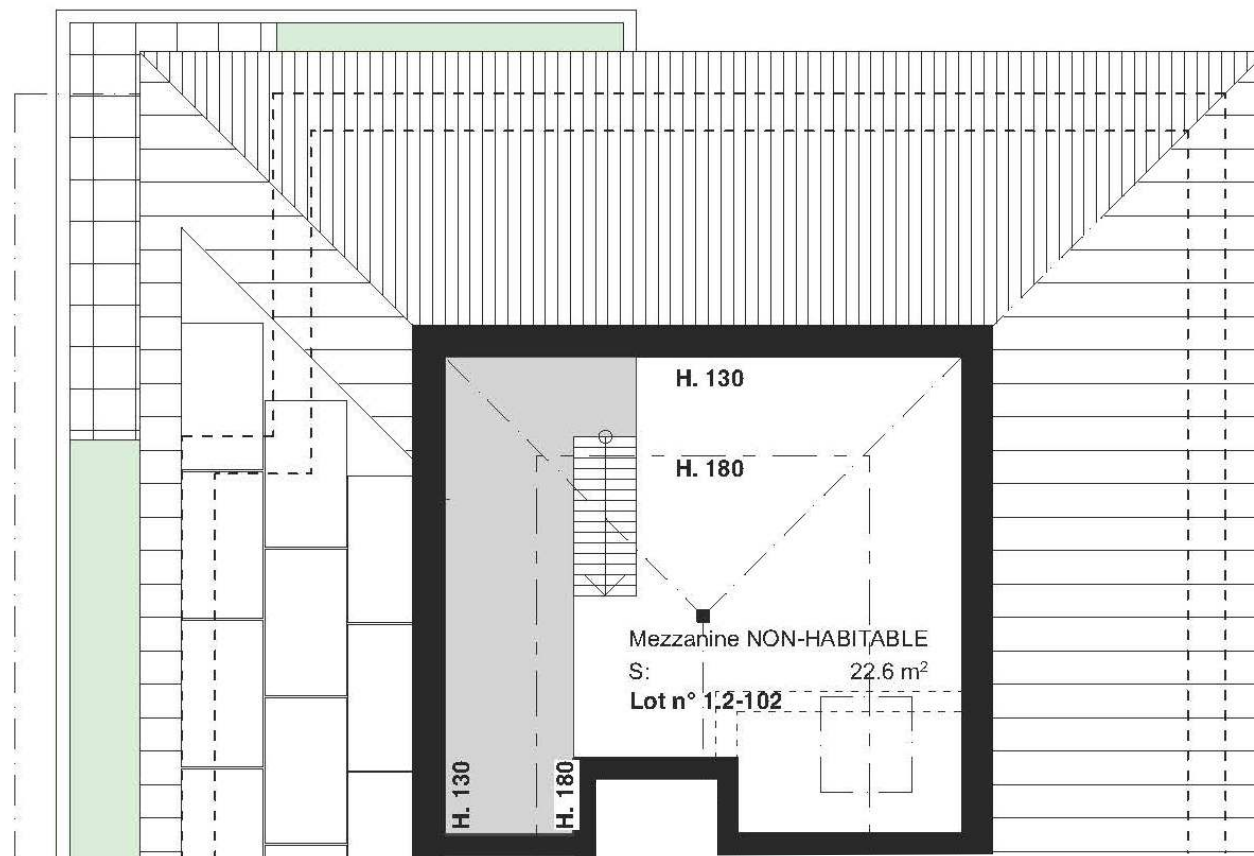 H. 130
H. 180
Mezzanine NON-HABITABLE
S: 22.6 m²
Lot n° 1.2-102
H. 130
H. 180